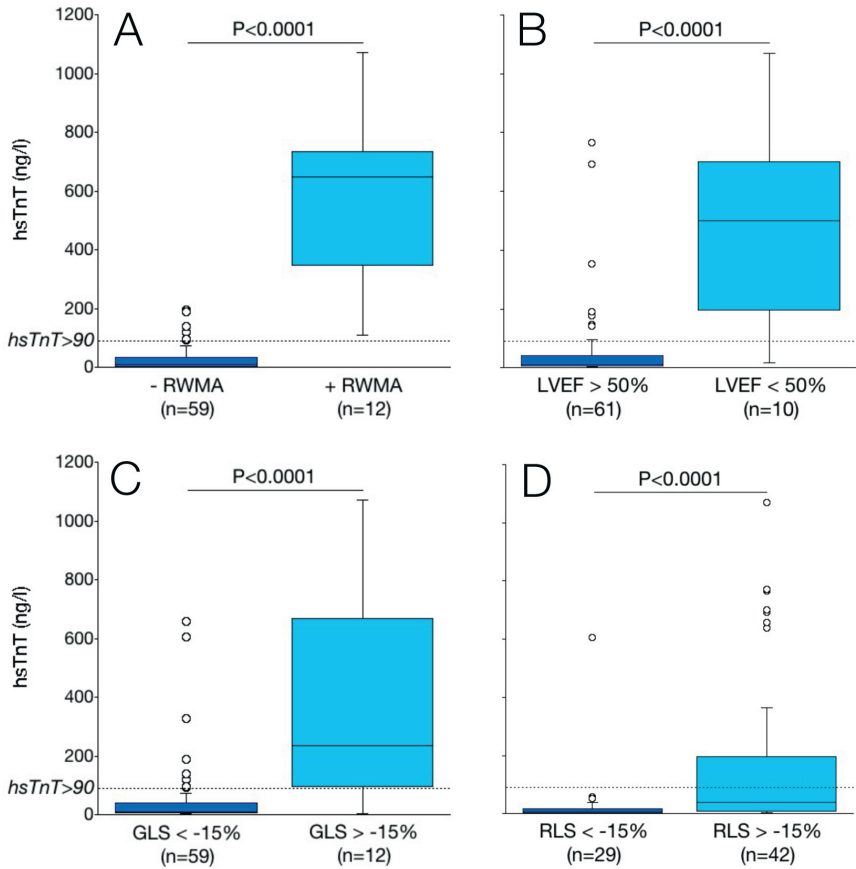 A
B
P<0.0001
P<0.0001
1200
1000
800
600
400
200
0
hsTnT (ng/l)
hsTnT>90
- RWMA
+ RWMA
LVEF > 50%
LVEF < 50%
(n=59)
(n=12)
(n=61)
(n=10)
C
D
P<0.0001
P<0.0001
1200
1000
800
600
400
200
0
hsTnT (ng/l)
hsTnT>90
GLS < -15%
GLS > -15%
RLS < -15%
RLS > -15%
(n=59)
(n=12)
(n=29)
(n=42)